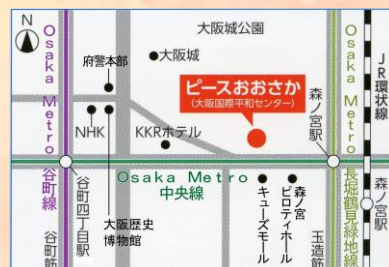 N
大阪城公園
Osaka Metro
谷町線
府警本部
大阪城
ピースおおさか
(大阪国際平和センター)
森ノ宮駅
Osaka Metro
長堀鶴見緑地線
JR環状線
森ノ宮駅
NHK
KKRホテル
Osaka Metro
中央線
谷町四丁目駅
谷町筋
大阪歴史
博物館
キューズモール
森ノ宮
ピロティホール
玉造筋